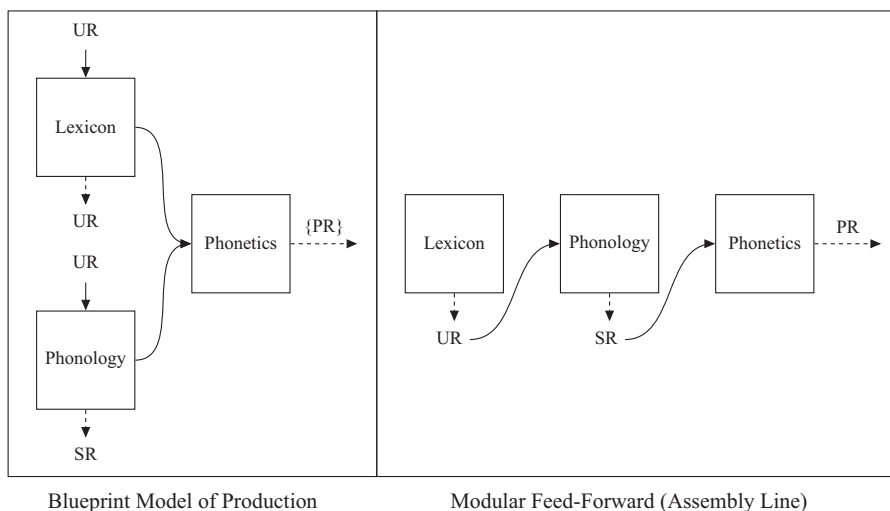 UR
Lexicon
UR
UR
Phonology
SR
Phonetics
{PR}
Lexicon
UR
Phonology
SR
Phonetics
PR
Blueprint Model of Production
Modular Feed-Forward (Assembly Line)